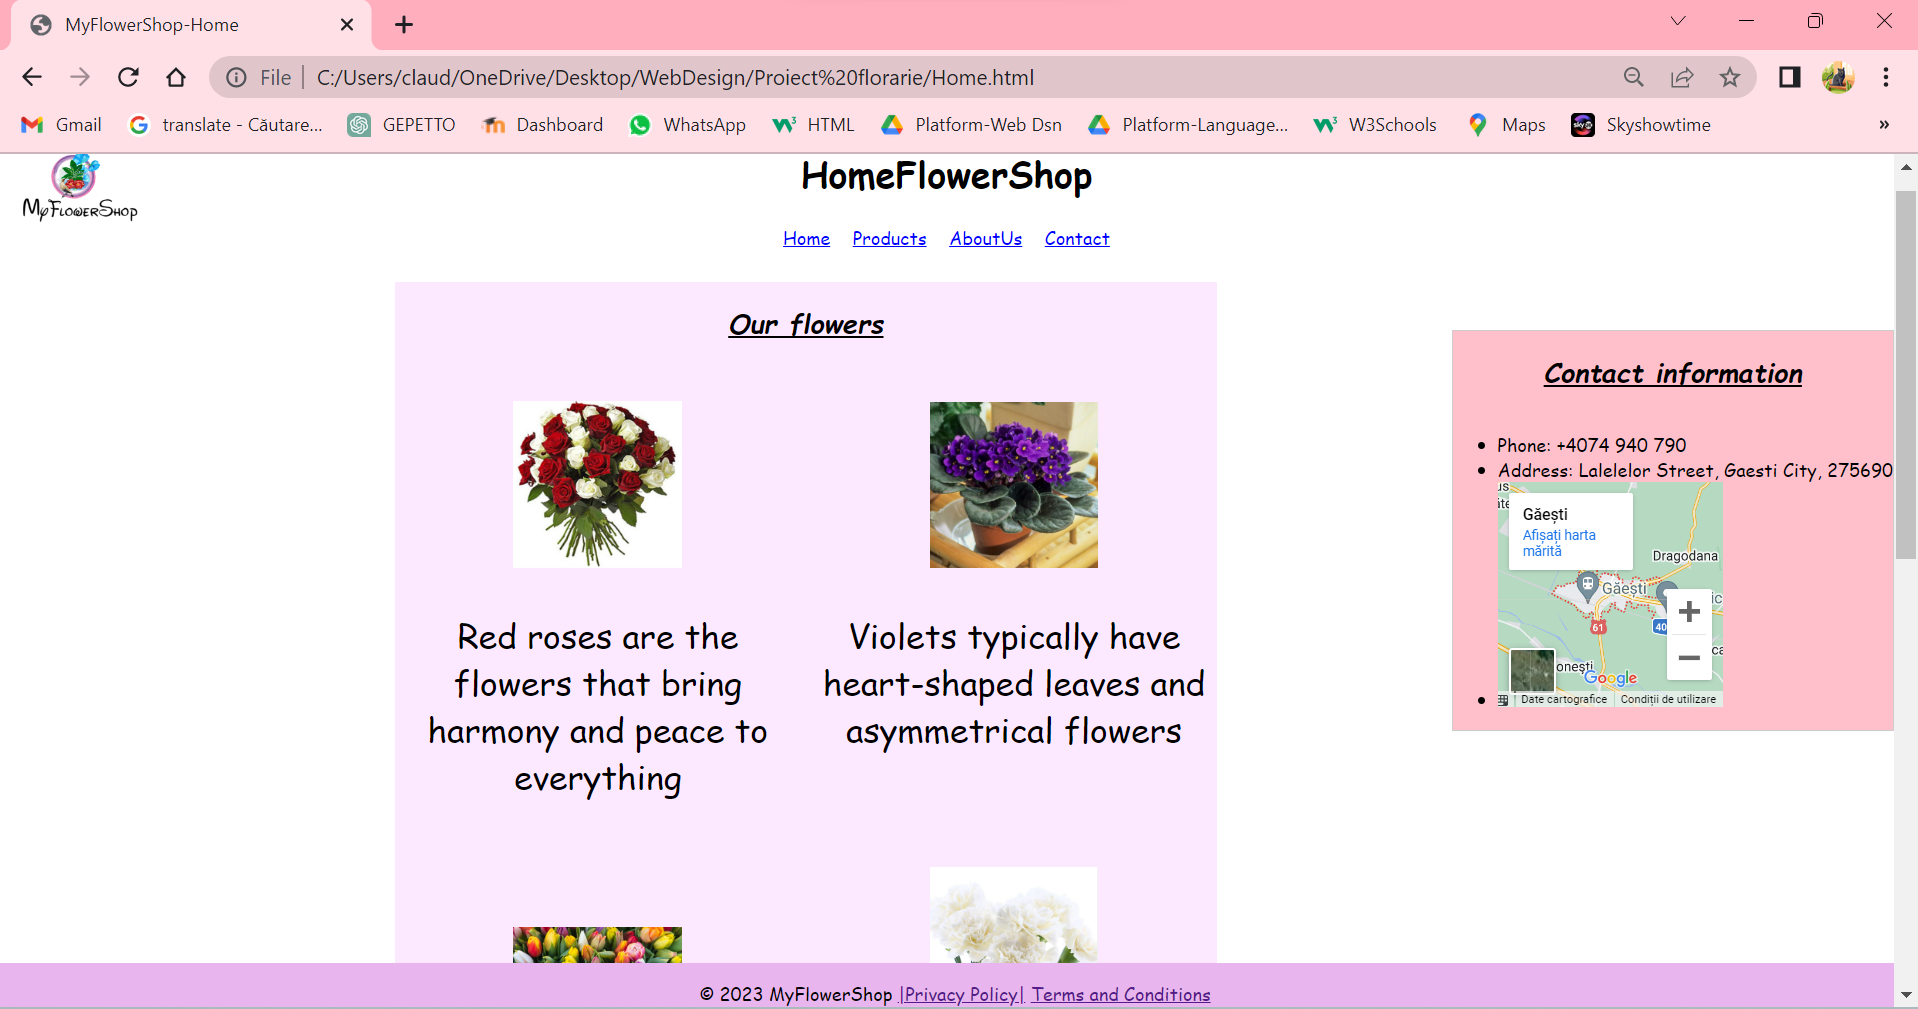 MyFlowerShop-Home
File
C:/Users/claud/OneDrive/Desktop/WebDesign/Proiect%20florarie/Home.html
Gmail
translate - Căutare...
GEPETTO
Dashboard
WhatsApp
HTML
Platform-Web Dsn
Platform-Language...
W3Schools
Maps
Skyshowtime
»
MyFlowerShop
HomeFlowerShop
Home Products AboutUs Contact
Our flowers
Red roses are the
flowers that bring
harmony and peace to
everything
Violets typically have
heart-shaped leaves and
asymmetrical flowers
Contact information
Phone: +4074 940 790
Address: Lalelelor Street, Gaesti City, 275690
Găești
Afișați harta
mărită
Dragodana
Găești
61
40
onești
Google
Date cartografice
Condiții de utilizare
© 2023 MyFlowerShop |Privacy Policy| Terms and Conditions